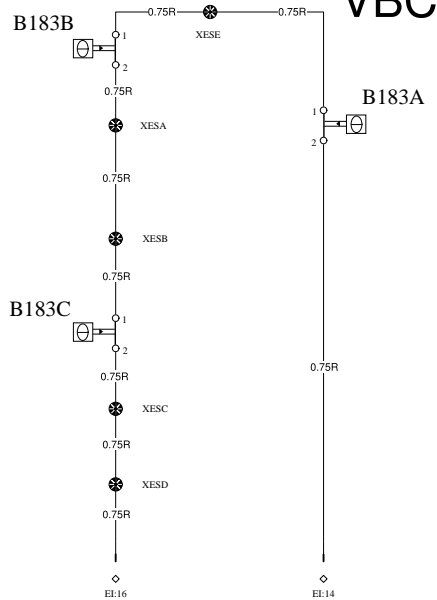 VBC
B183B
1
2
0.75R
XESE
0.75R
0.75R
XESA
B183A
1
2
0.75R
XESB
0.75R
B183C
1
2
0.75R
0.75R
XESC
0.75R
XESD
0.75R
EI:16
EI:14